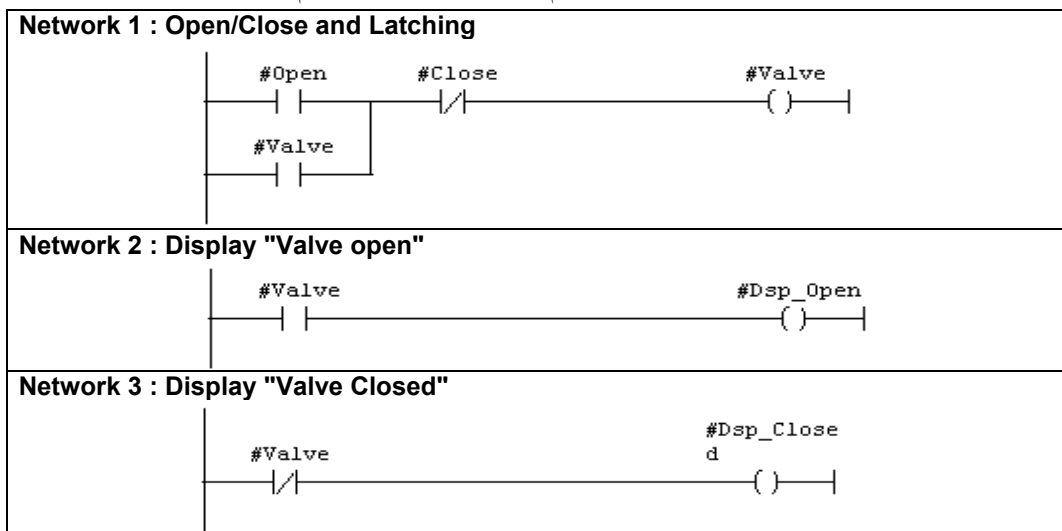 Network 1 : Open/Close and Latching
#Open #Close #Valve
#Valve
Network 2 : Display "Valve open"
#Valve #Dsp_Open
Network 3 : Display "Valve Closed"
#Dsp_Close
#Valve d